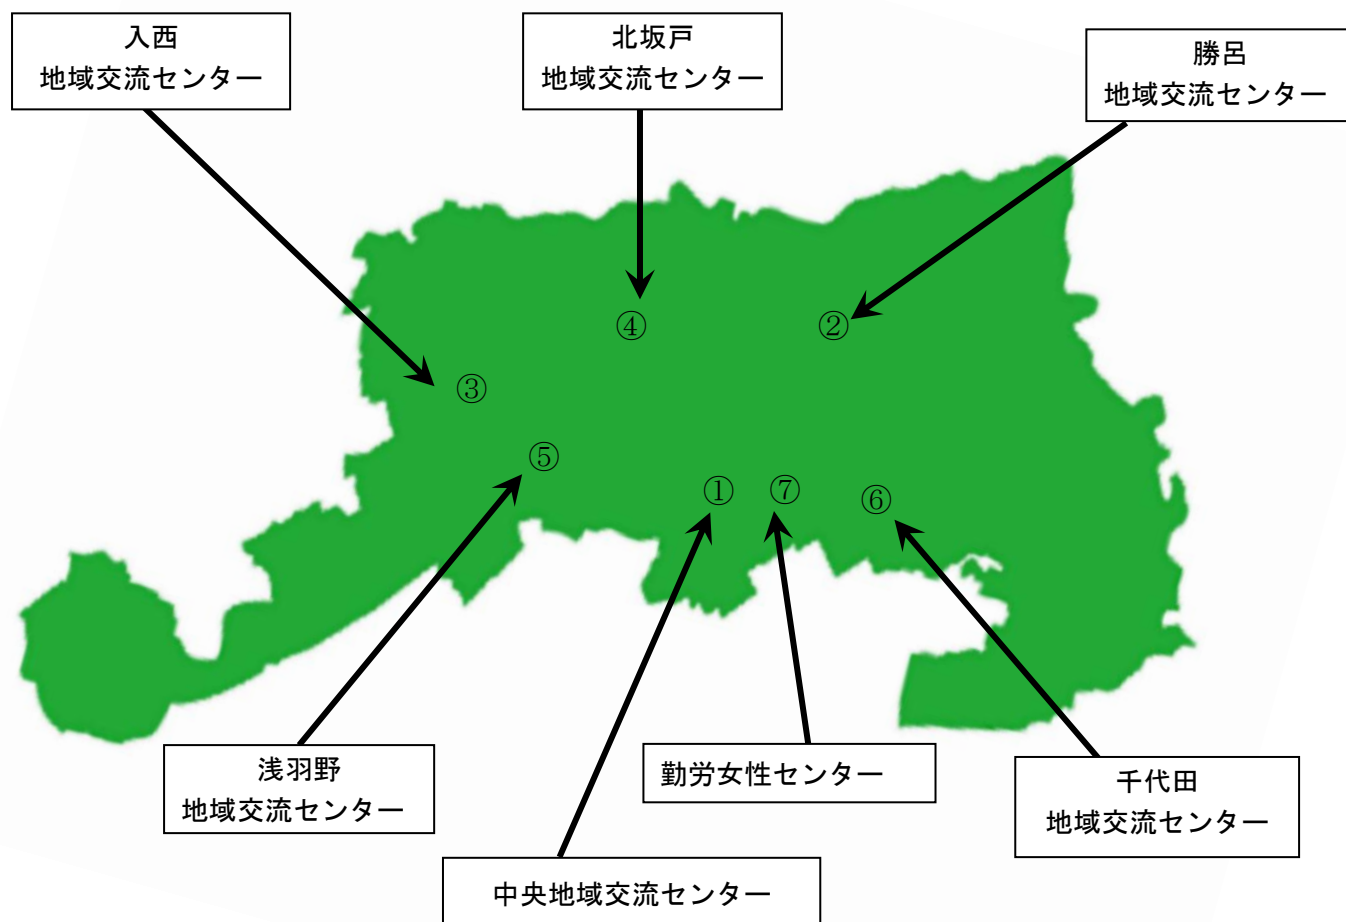 入西
地域交流センター
北坂戸
地域交流センター
勝呂
地域交流センター
④
②
③
⑤
①
⑦
⑥
浅羽野
地域交流センター
勤労女性センター
千代田
地域交流センター
中央地域交流センター